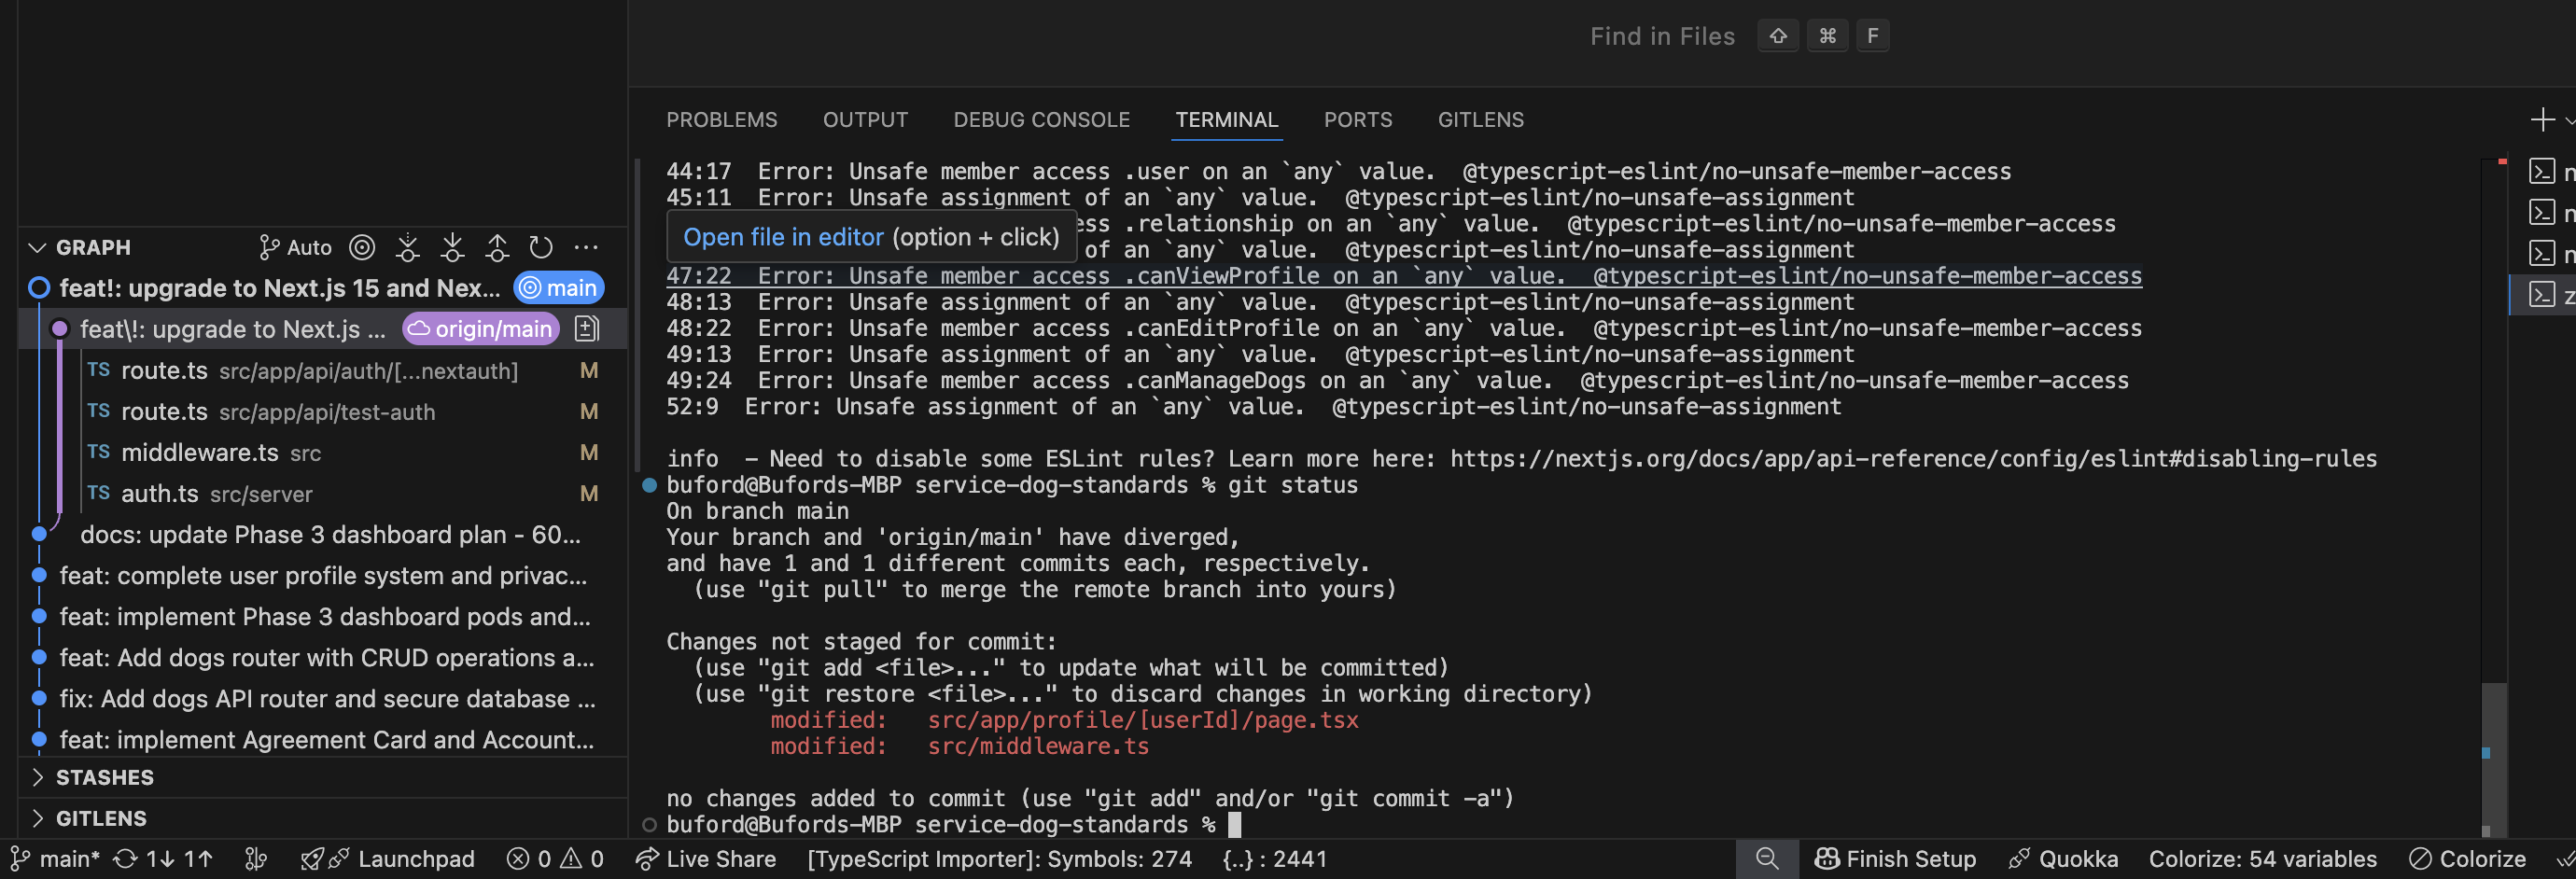 Find in Files ⇧ ⌘ F
PROBLEMS OUTPUT DEBUG CONSOLE TERMINAL PORTS GITLENS
GRAPH Auto
feat!: upgrade to Next.js 15 and Nex... main
feat\!: upgrade to Next.js ... origin/main
TS route.ts src/app/api/auth/[...nextauth] M
TS route.ts src/app/api/test-auth M
TS middleware.ts src M
TS auth.ts src/server M
docs: update Phase 3 dashboard plan - 60...
feat: complete user profile system and privac...
feat: implement Phase 3 dashboard pods and...
feat: Add dogs router with CRUD operations a...
fix: Add dogs API router and secure database ...
feat: implement Agreement Card and Account...
STASHES
GITLENS
44:17  Error: Unsafe member access .user on an `any` value.  @typescript-eslint/no-unsafe-member-access
45:11  Error: Unsafe assignment of an `any` value.  @typescript-eslint/no-unsafe-assignment
ess .relationship on an `any` value.  @typescript-eslint/no-unsafe-member-access
Open file in editor (option + click)
of an `any` value.  @typescript-eslint/no-unsafe-assignment
47:22  Error: Unsafe member access .canViewProfile on an `any` value.  @typescript-eslint/no-unsafe-member-access
48:13  Error: Unsafe assignment of an `any` value.  @typescript-eslint/no-unsafe-assignment
48:22  Error: Unsafe member access .canEditProfile on an `any` value.  @typescript-eslint/no-unsafe-member-access
49:13  Error: Unsafe assignment of an `any` value.  @typescript-eslint/no-unsafe-assignment
49:24  Error: Unsafe member access .canManageDogs on an `any` value.  @typescript-eslint/no-unsafe-member-access
52:9  Error: Unsafe assignment of an `any` value.  @typescript-eslint/no-unsafe-assignment
info  - Need to disable some ESLint rules? Learn more here: https://nextjs.org/docs/app/api-reference/config/eslint#disabling-rules
buford@Bufords-MBP service-dog-standards % git status
On branch main
Your branch and 'origin/main' have diverged,
and have 1 and 1 different commits each, respectively.
(use "git pull" to merge the remote branch into yours)
Changes not staged for commit:
(use "git add <file>..." to update what will be committed)
(use "git restore <file>..." to discard changes in working directory)
modified:   src/app/profile/[userId]/page.tsx
modified:   src/middleware.ts
no changes added to commit (use "git add" and/or "git commit -a")
buford@Bufords-MBP service-dog-standards %
main* 1↓ 1↑ Launchpad 0 0 Live Share [TypeScript Importer]: Symbols: 274 {..} : 2441 Finish Setup Quokka Colorize: 54 variables Colorize